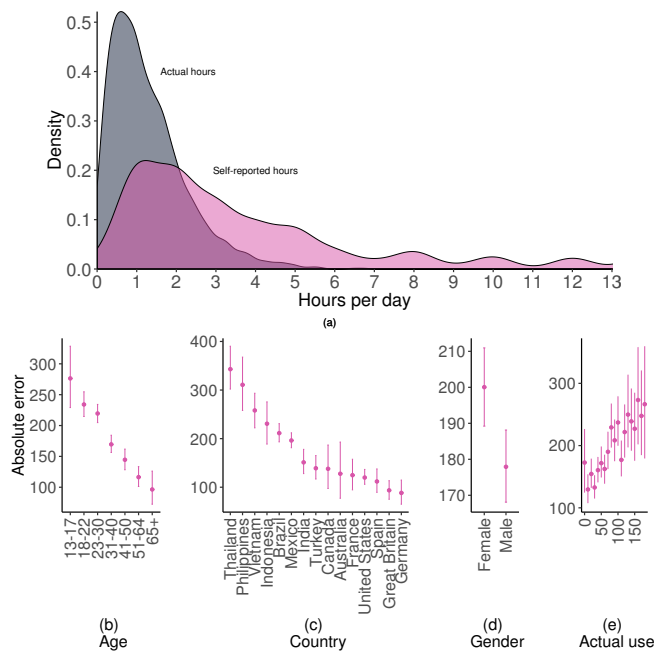 0.5
0.4
0.3
0.2
0.1
0.0
Density
Actual hours
Self-reported hours
0 1 2 3 4 5 6 7 8 9 10 11 12 13
Hours per day
(a)
Absolute error
300
250
200
150
100
13-17
18-22
23-30
31-40
41-50
51-64
65+
(b)
Age
400
300
200
100
Thailand
Philippines
Vietnam
Indonesia
Brazil
Mexico
India
Turkey
Canada
Australia
France
United States
Spain
Great Britain
Germany
(c)
Country
210
200
190
180
170
Female
Male
(d)
Gender
300
200
100
0
50
100
150
(e)
Actual use